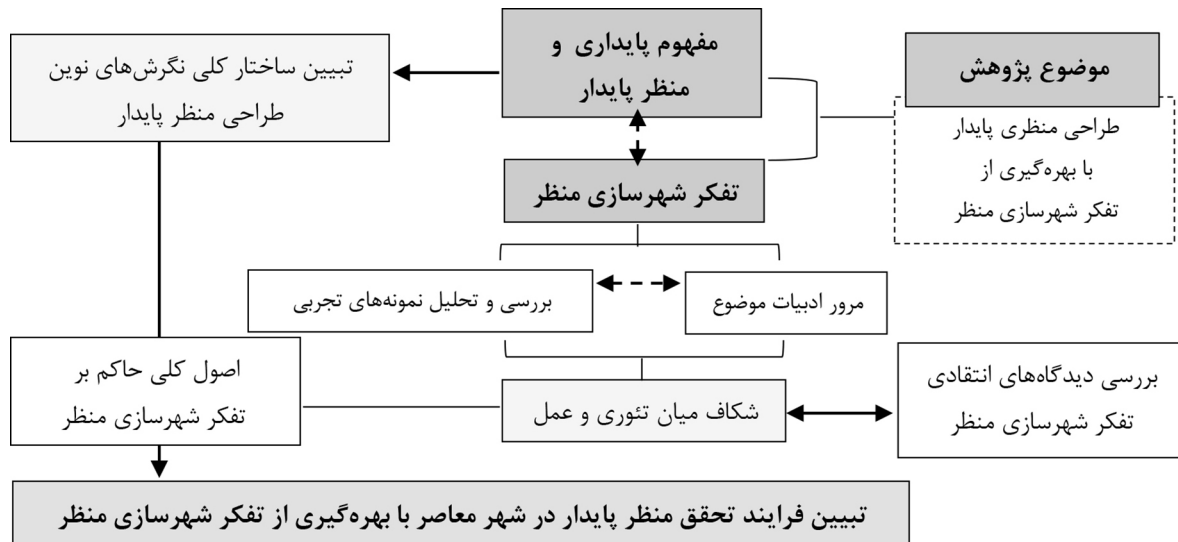 موضوع پژوهش
طراحی منظری پایدار
با بهره‌گیری از
تفکر شهرسازی منظر
مفهوم پایداری و
منظر پایدار
تفکر شهرسازی منظر
تبیین ساختار کلی نگرش‌های نوین
طراحی منظر پایدار
مرور ادبیات موضوع
بررسی و تحلیل نمونه‌های تجربی
بررسی دیدگاه‌های انتقادی
تفکر شهرسازی منظر
شکاف میان تئوری و عمل
اصول کلی حاکم بر
تفکر شهرسازی منظر
تبیین فرایند تحقق منظر پایدار در شهر معاصر با بهره‌گیری از تفکر شهرسازی منظر